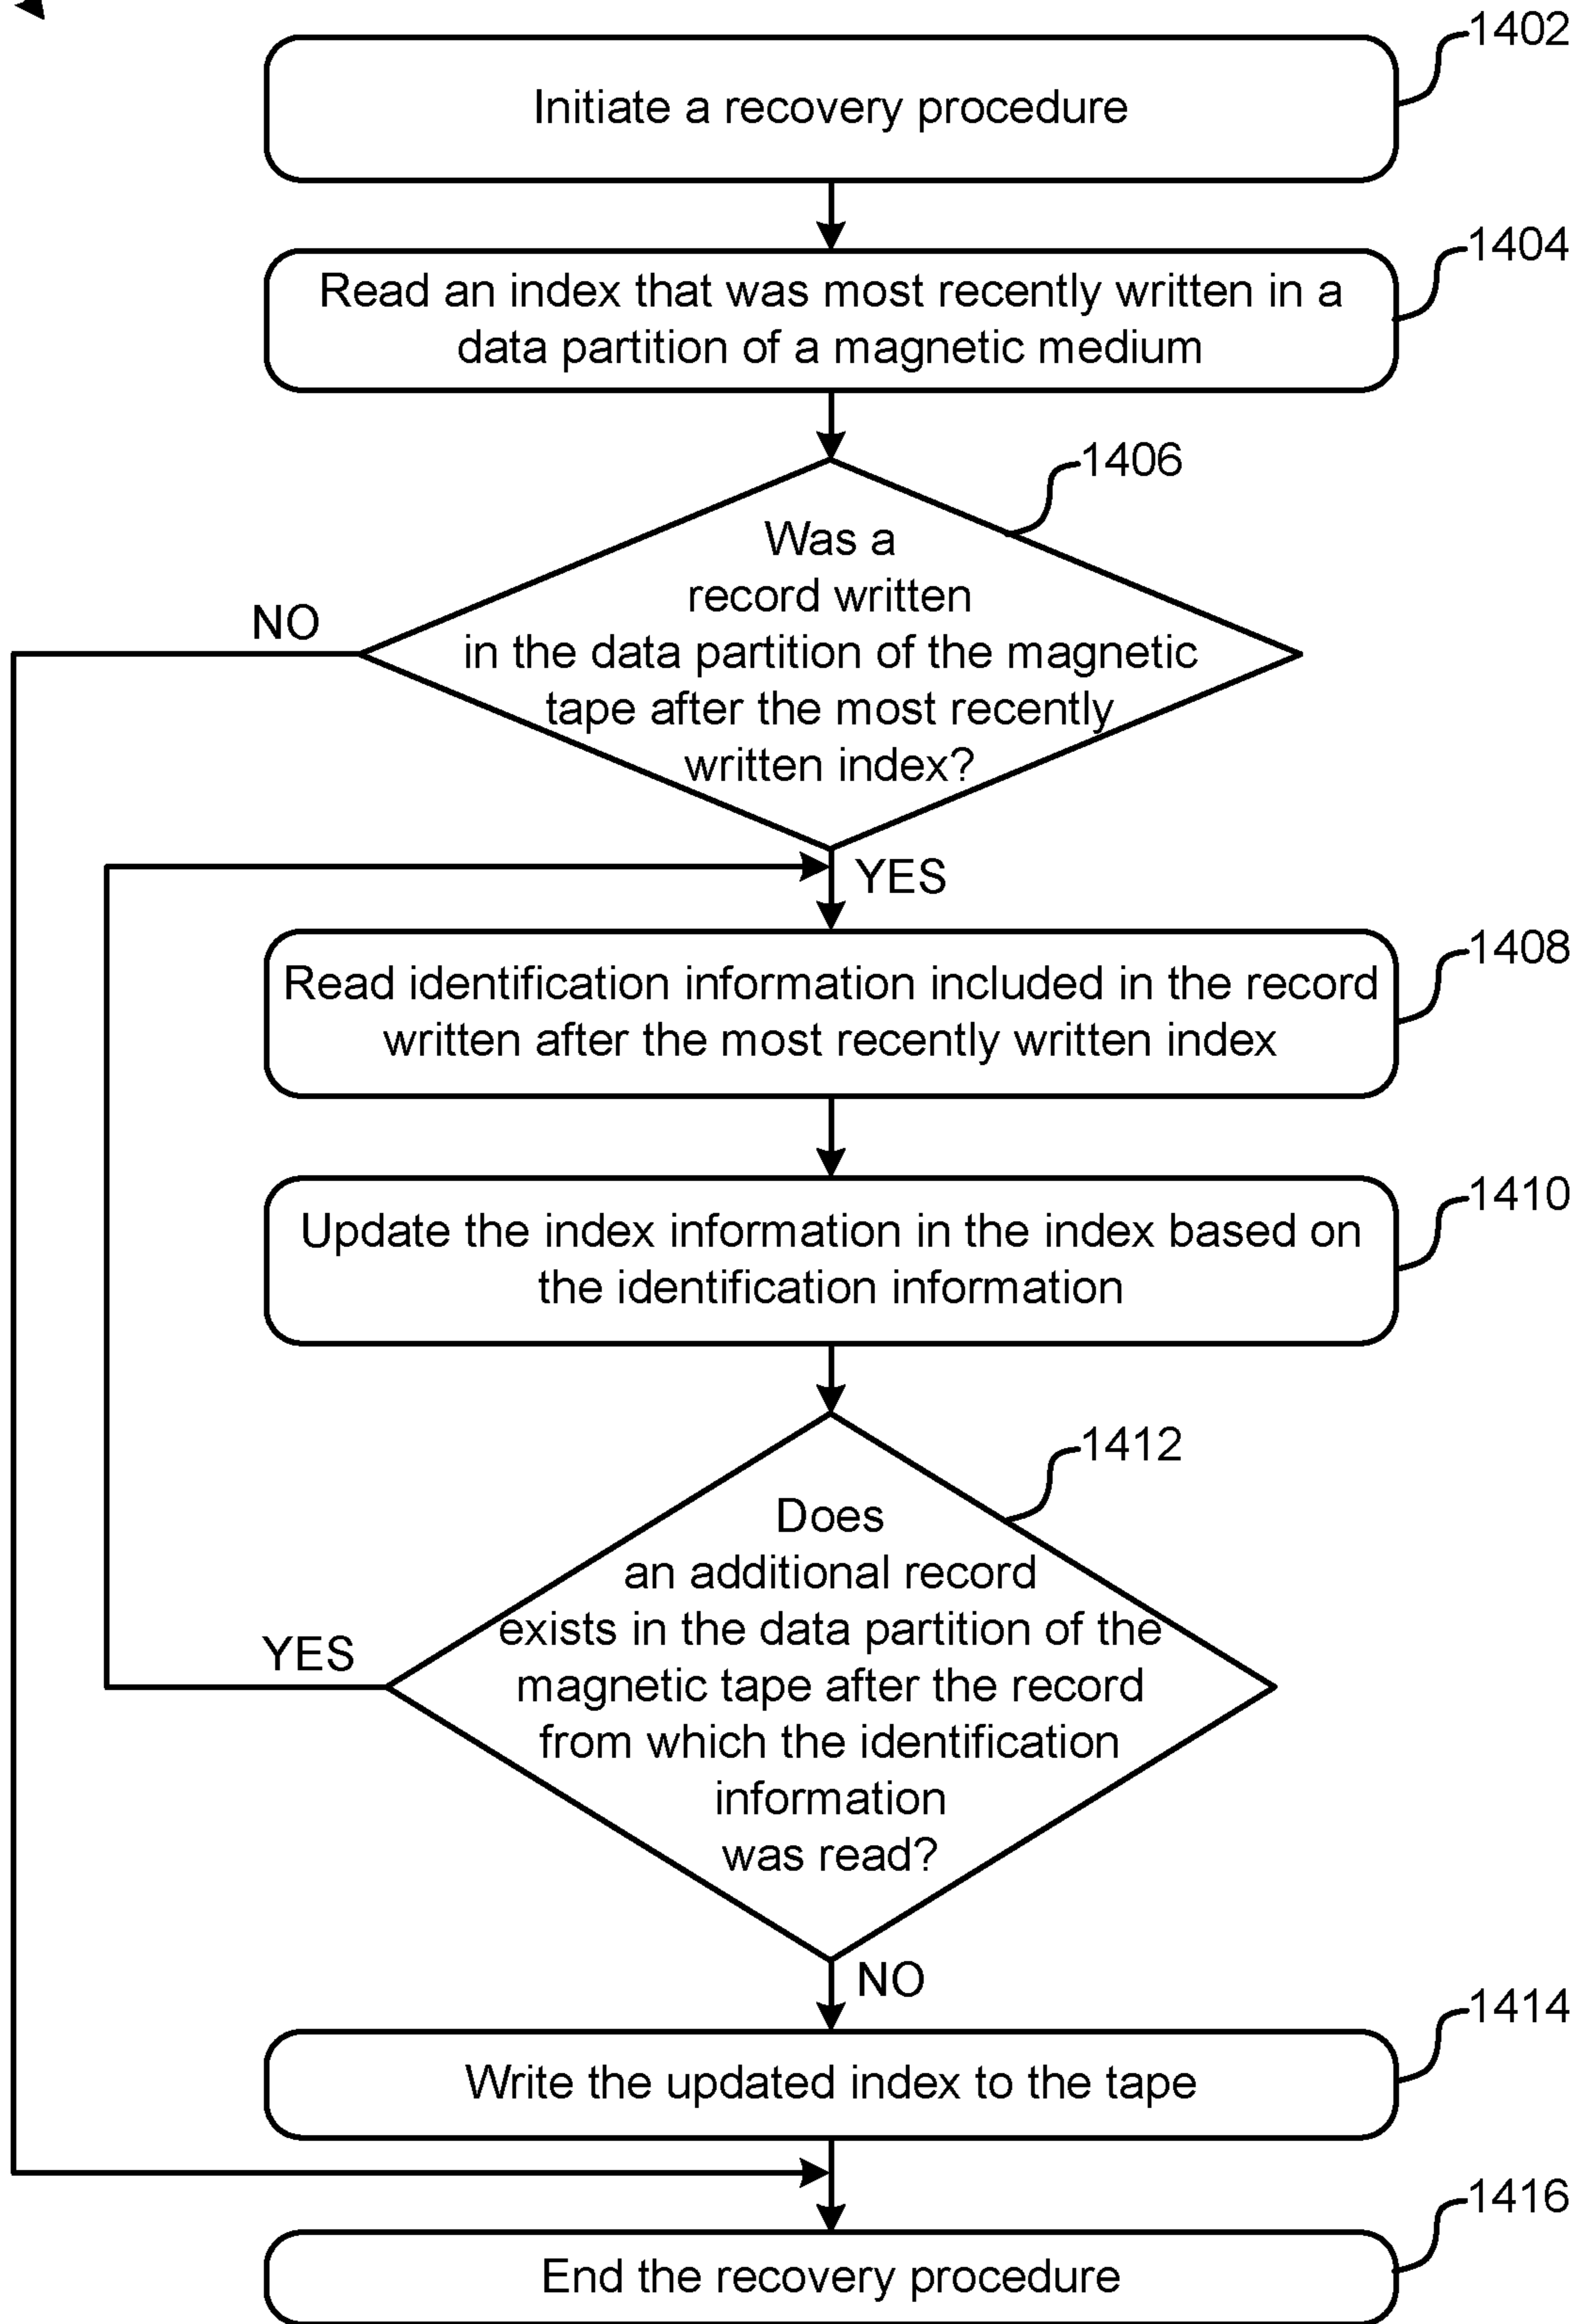 1402
Initiate a recovery procedure
1404
Read an index that was most recently written in a
data partition of a magnetic medium
1406
Was a
record written
in the data partition of the magnetic
tape after the most recently
written index?
NO
YES
1408
Read identification information included in the record
written after the most recently written index
1410
Update the index information in the index based on
the identification information
1412
Does
an additional record
exists in the data partition of the
magnetic tape after the record
from which the identification
information
was read?
YES
NO
1414
Write the updated index to the tape
1416
End the recovery procedure